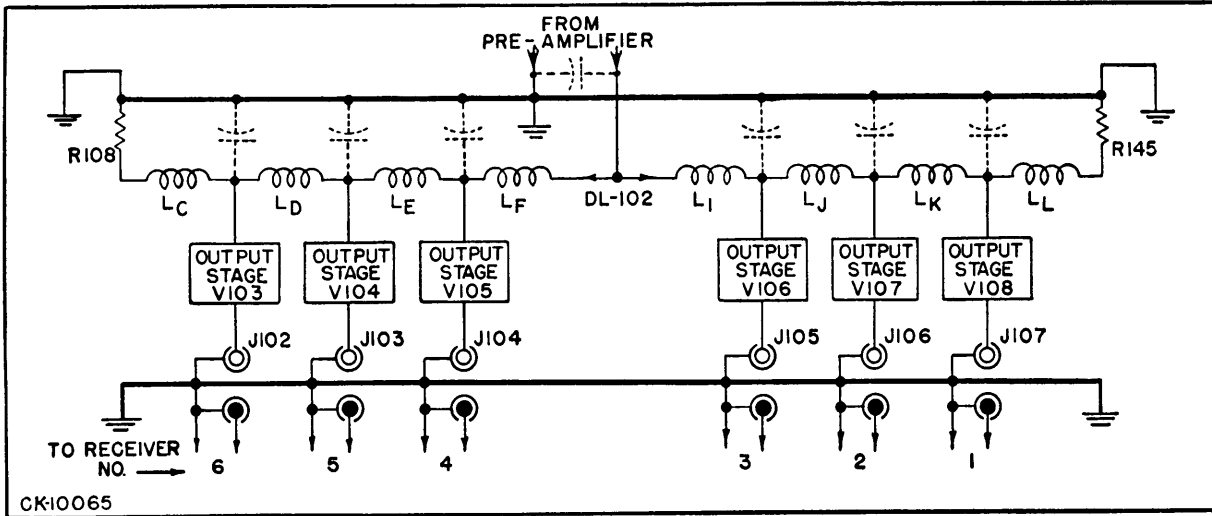 FROM
PRE-AMPLIFIER
R108
R145
LC
LD
LE
LF
DL-102
LI
LJ
LK
LL
OUTPUT
STAGE
V103
OUTPUT
STAGE
V104
OUTPUT
STAGE
V105
OUTPUT
STAGE
V106
OUTPUT
STAGE
V107
OUTPUT
STAGE
V108
J102
J103
J104
J105
J106
J107
TO RECEIVER
NO.
6
5
4
3
2
1
CK-10065